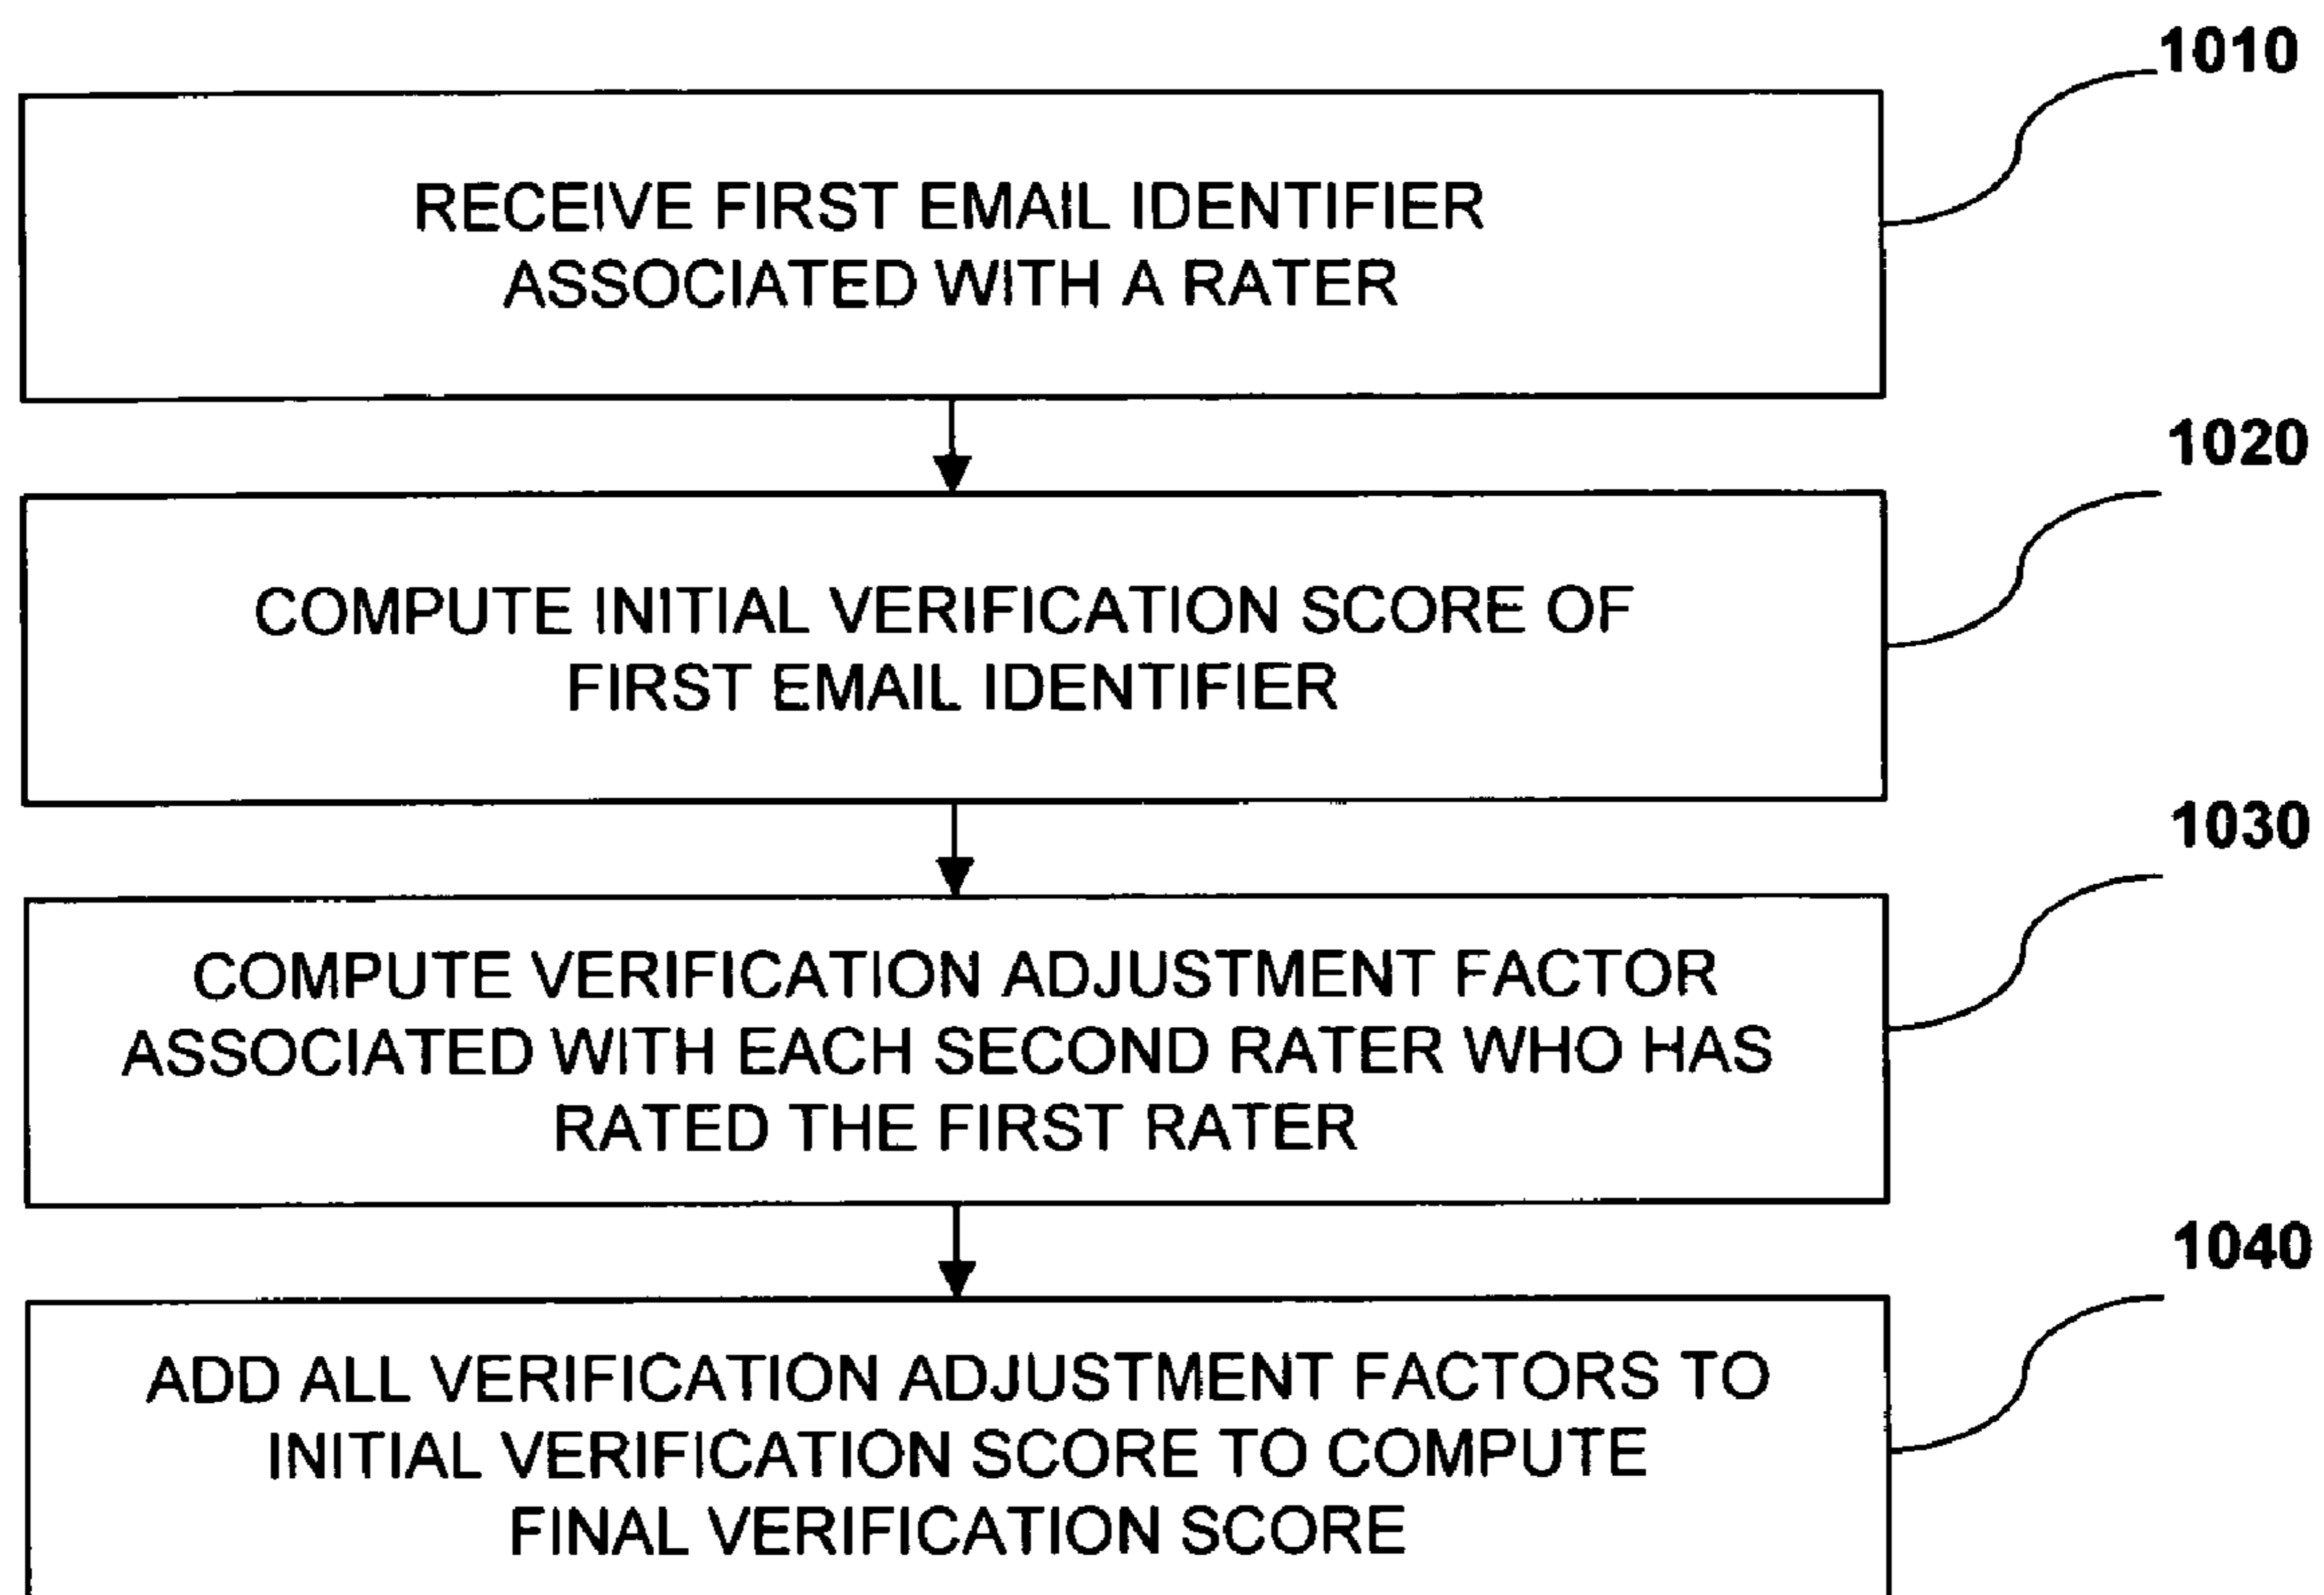 1010
RECEIVE FIRST EMAIL IDENTIFIER
ASSOCIATED WITH A RATER
1020
COMPUTE INITIAL VERIFICATION SCORE OF
FIRST EMAIL IDENTIFIER
1030
COMPUTE VERIFICATION ADJUSTMENT FACTOR
ASSOCIATED WITH EACH SECOND RATER WHO HAS
RATED THE FIRST RATER
1040
ADD ALL VERIFICATION ADJUSTMENT FACTORS TO
INITIAL VERIFICATION SCORE TO COMPUTE
FINAL VERIFICATION SCORE